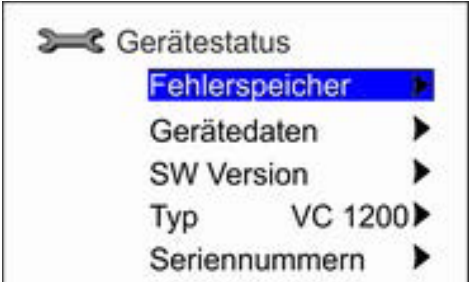 Gerätestatus
Fehlerspeicher
Gerätedaten
SW Version
Typ VC 1200
Seriennummern